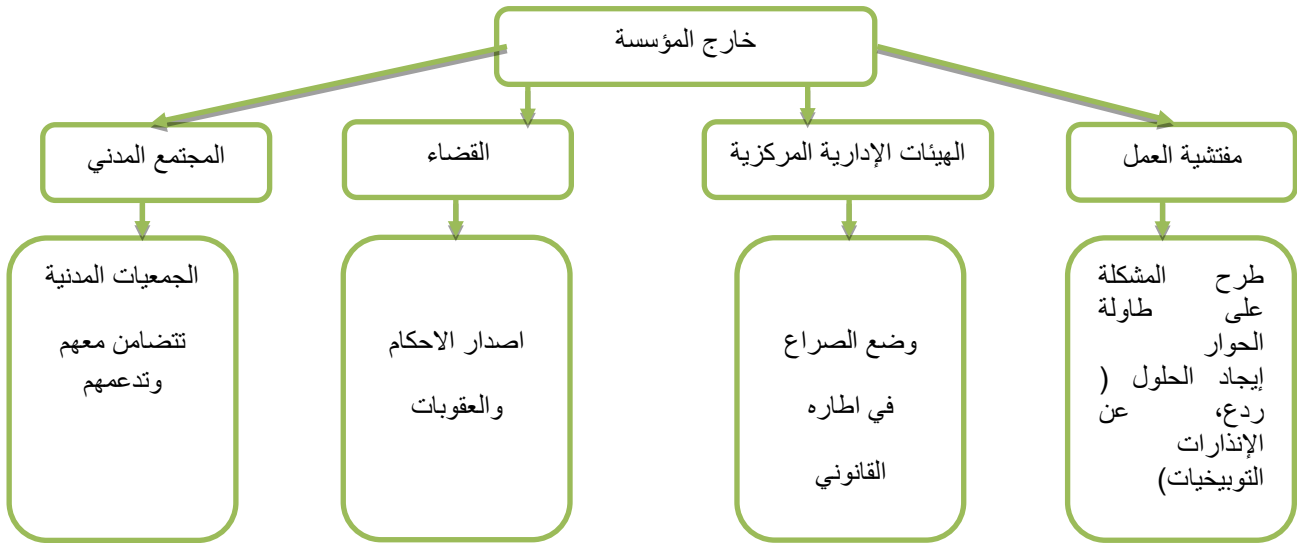 خارج المؤسسة
مفتشية العمل
الهيئات الإدارية المركزية
القضاء
المجتمع المدني
طرح المشكلة
على طاولة
الحوار
إيجاد الحلول (
ردع، عن
الإنذارات
التوبيخيات)
وضع الصراع
في اطاره
القانوني
اصدار الاحكام
والعقوبات
الجمعيات المدنية
تتضامن معهم
وتدعمهم